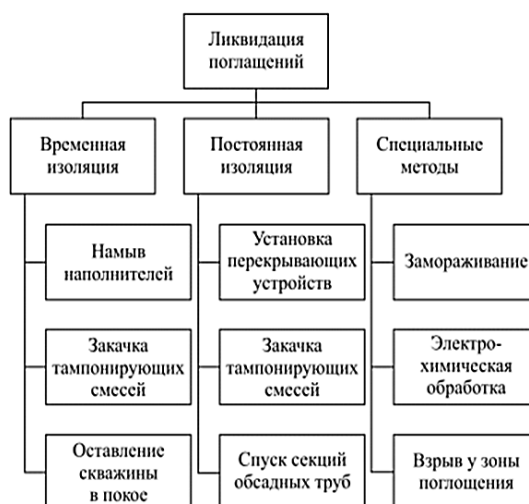 Ликвидация
поглащений
Временная
изоляция
Постоянная
изоляция
Специальные
методы
Намыв
наполнителей
Установка
перекрывающих
устройств
Замораживание
Закачка
тампонирующих
смесей
Закачка
тампонирующих
смесей
Электро-
химическая
обработка
Оставление
скважины
в покое
Спуск секций
обсадных труб
Взрыв у зоны
поглощения